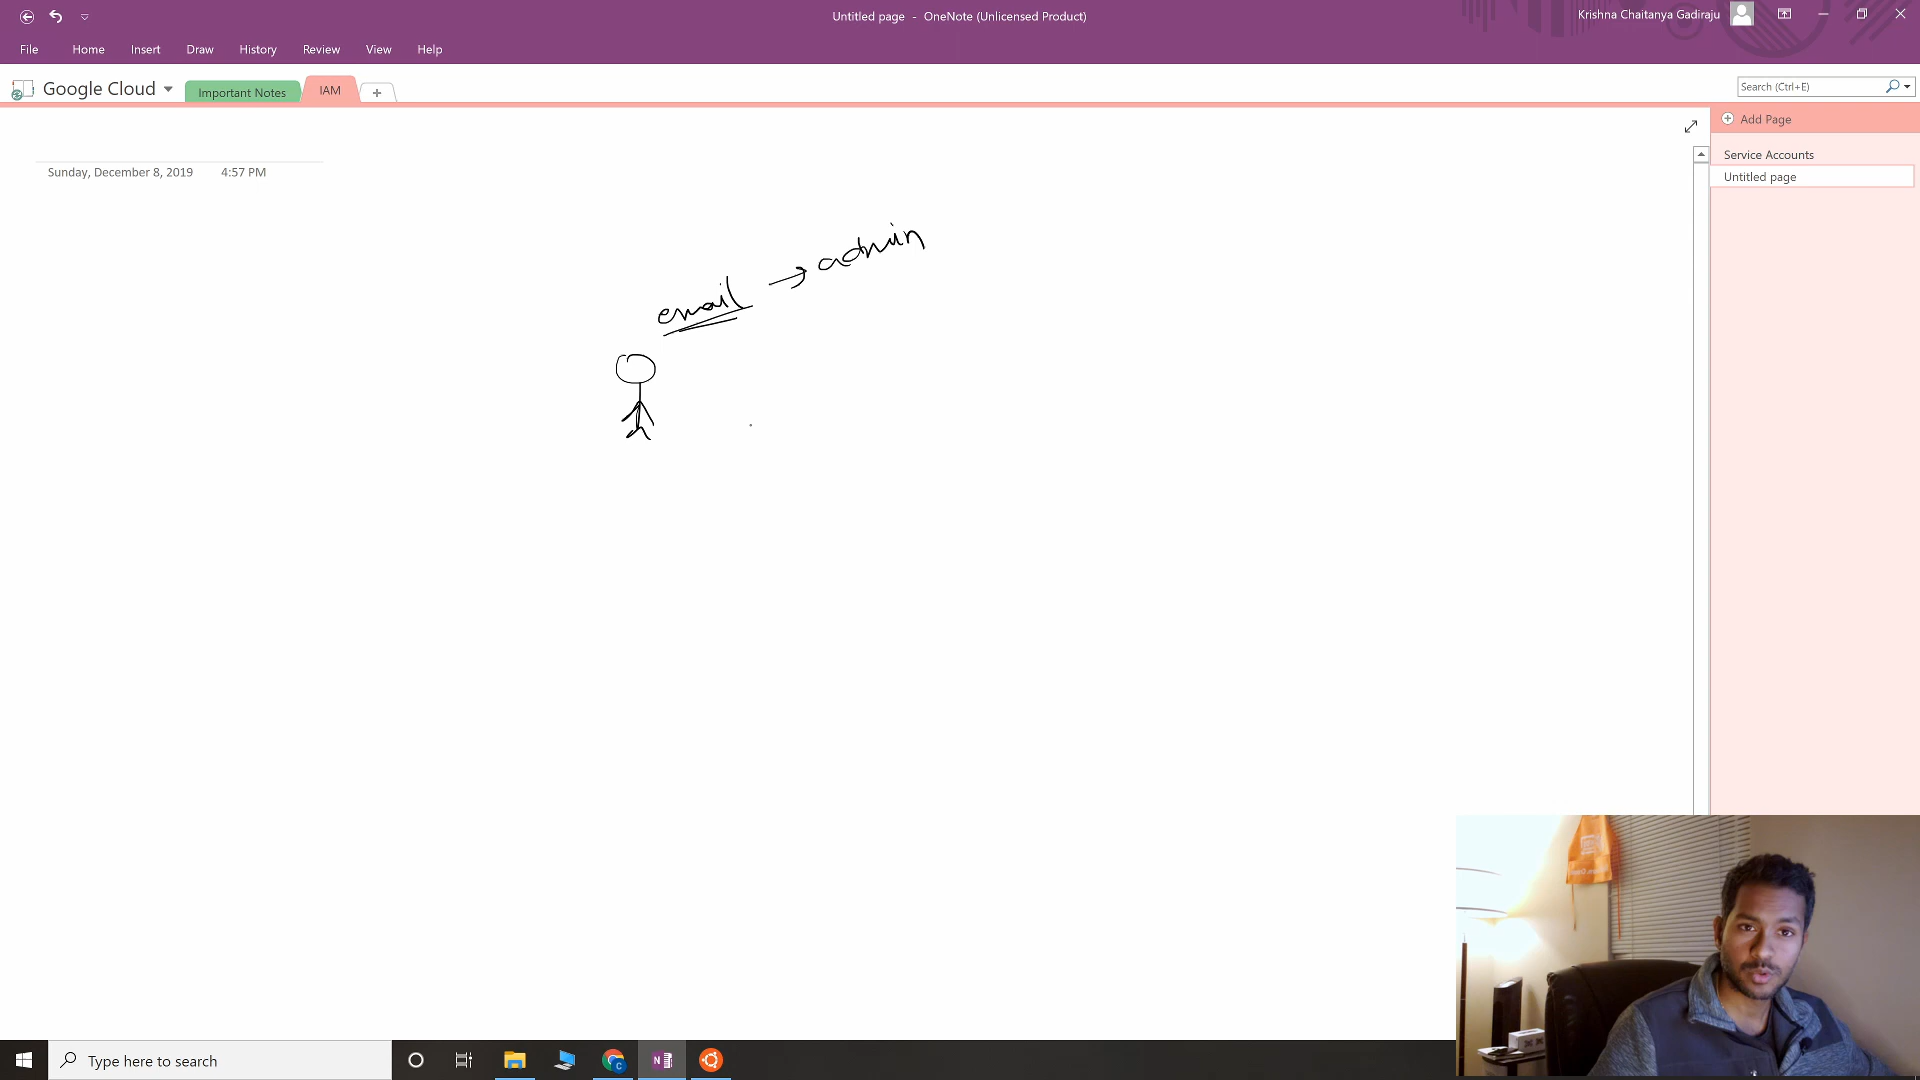 Untitled page - OneNote (Unlicensed Product)
Krishna Chaitanya Gadiraju
File Home Insert Draw History Review View Help
Google Cloud
Important Notes
IAM
Search (Ctrl+E)
Add Page
Service Accounts
Untitled page
Sunday, December 8, 2019 4:57 PM
email → admin
Type here to search